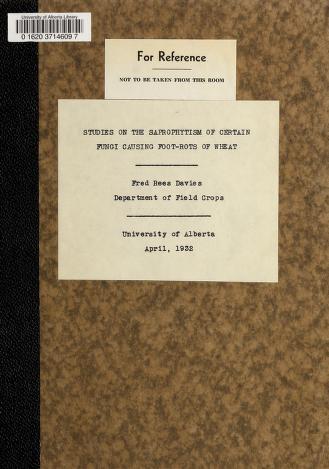 University of Alberta Library
0 1620 3714609 7
For Reference
NOT TO BE TAKEN FROM THIS ROOM
STUDIES ON THE SAPROPHYTISM OF CERTAIN
FUNGI CAUSING FOOT-ROTS OF WHEAT
Fred Rees Davies
Department of Field Crops
University of Alberta
April, 1932